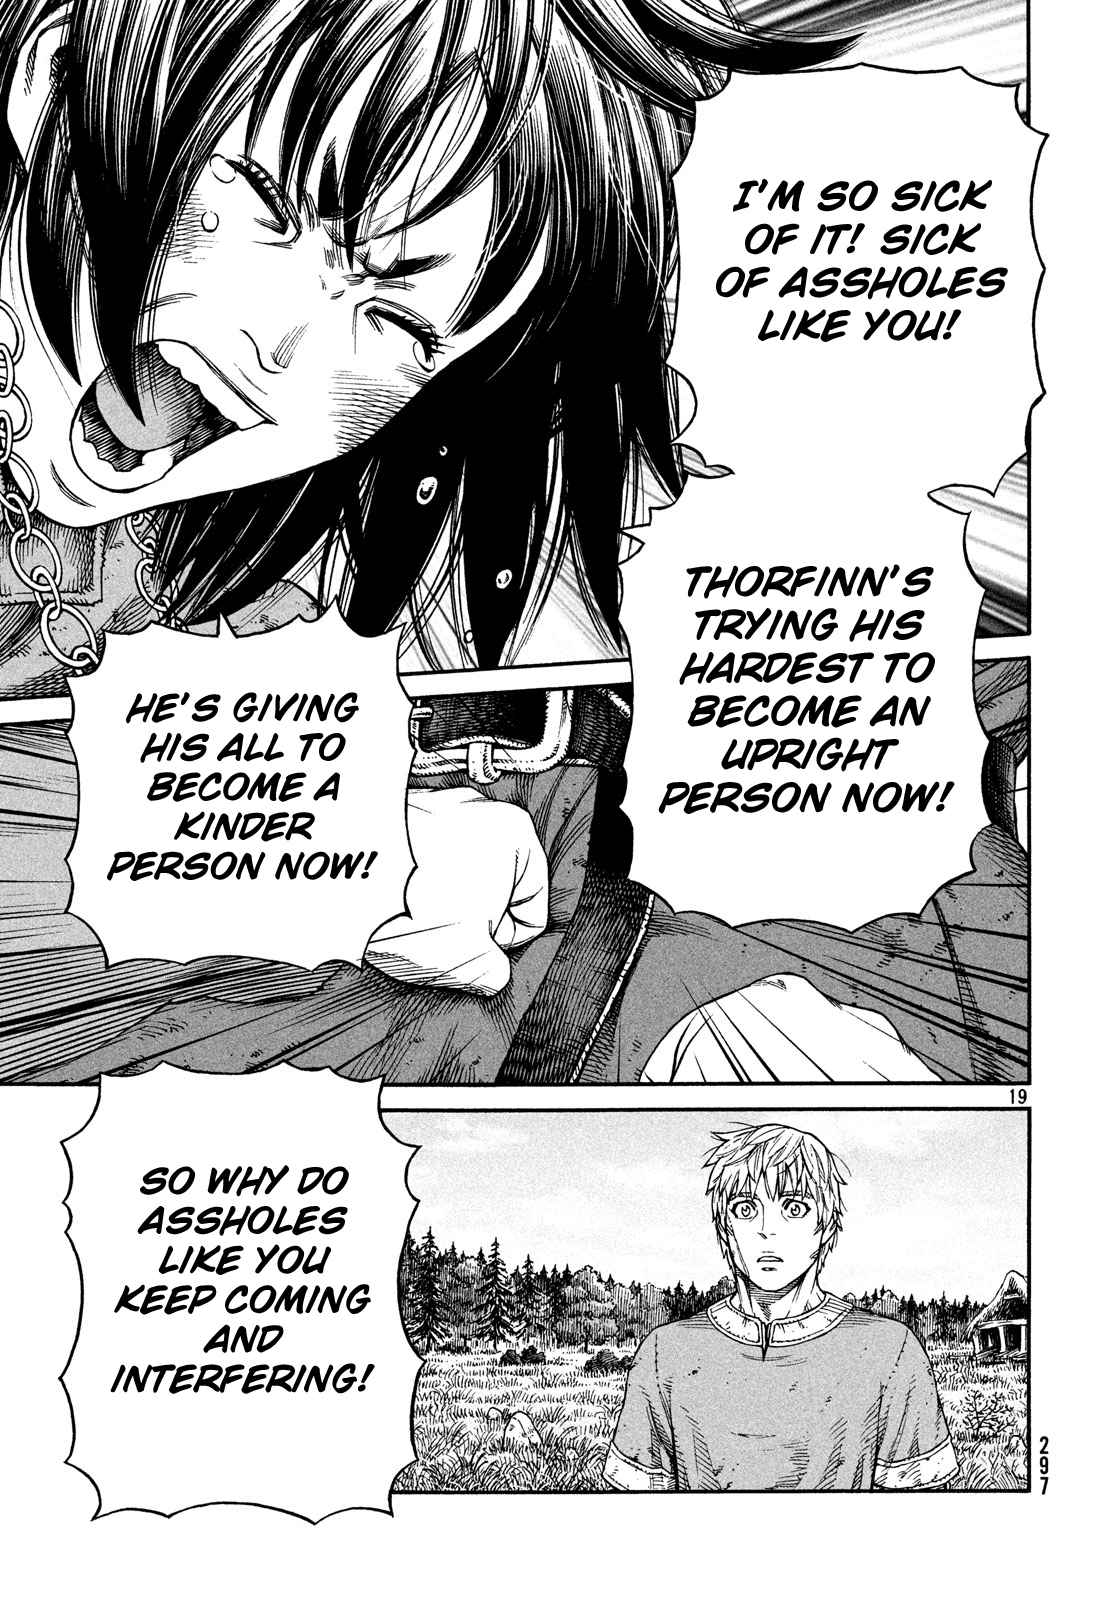 I'M SO SICK
OF IT! SICK
OF ASSHOLES
LIKE YOU!
THORFINN'S
TRYING HIS
HARDEST TO
BECOME AN
UPRIGHT
PERSON NOW!
HE'S GIVING
HIS ALL TO
BECOME A
KINDER
PERSON NOW!
19
SO WHY DO
ASSHOLES
LIKE YOU
KEEP COMING
AND
INTERFERING!
297